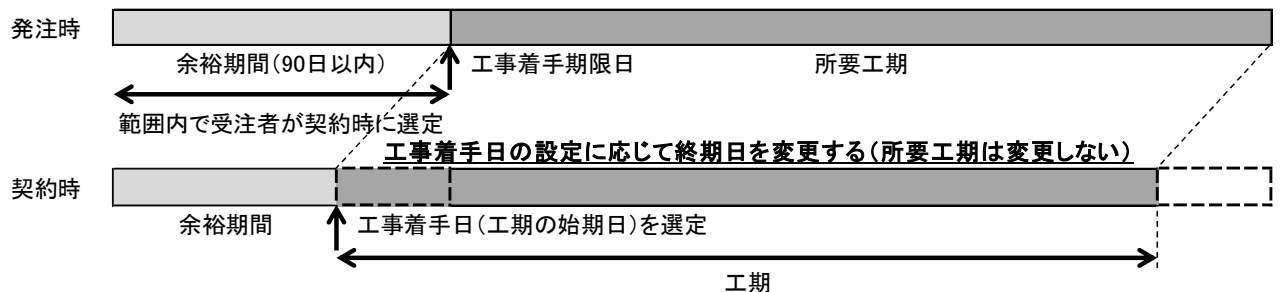 発注時
余裕期間(90日以内)
工事着手期限日
所要工期
範囲内で受注者が契約時に選定
工事着手日の設定に応じて終期日を変更する(所要工期は変更しない)
契約時
余裕期間
工事着手日(工期の始期日)を選定
工期